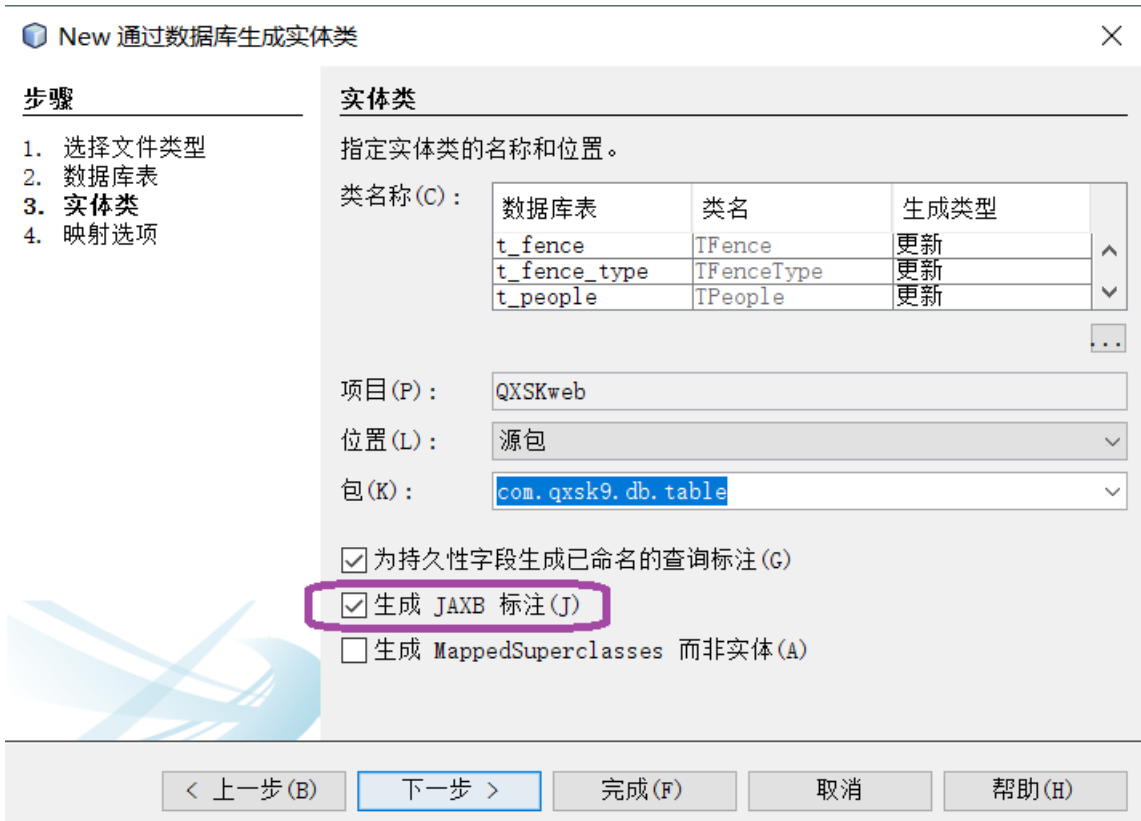 New 通过数据库生成实体类
步骤
1. 选择文件类型
2. 数据库表
3. 实体类
4. 映射选项
实体类
指定实体类的名称和位置。
类名称(C):
数据库表 类名 生成类型
t_fence TFence 更新
t_fence_type TFenceType 更新
t_people TPeople 更新
...
项目(P): QXSKweb
位置(L): 源包
包(K): com.qxsk9.db.table
为持久性字段生成已命名的查询标注(G)
生成 JAXB 标注(J)
生成 MappedSuperclasses 而非实体(A)
< 上一步(B) 下一步 > 完成(F) 取消 帮助(H)